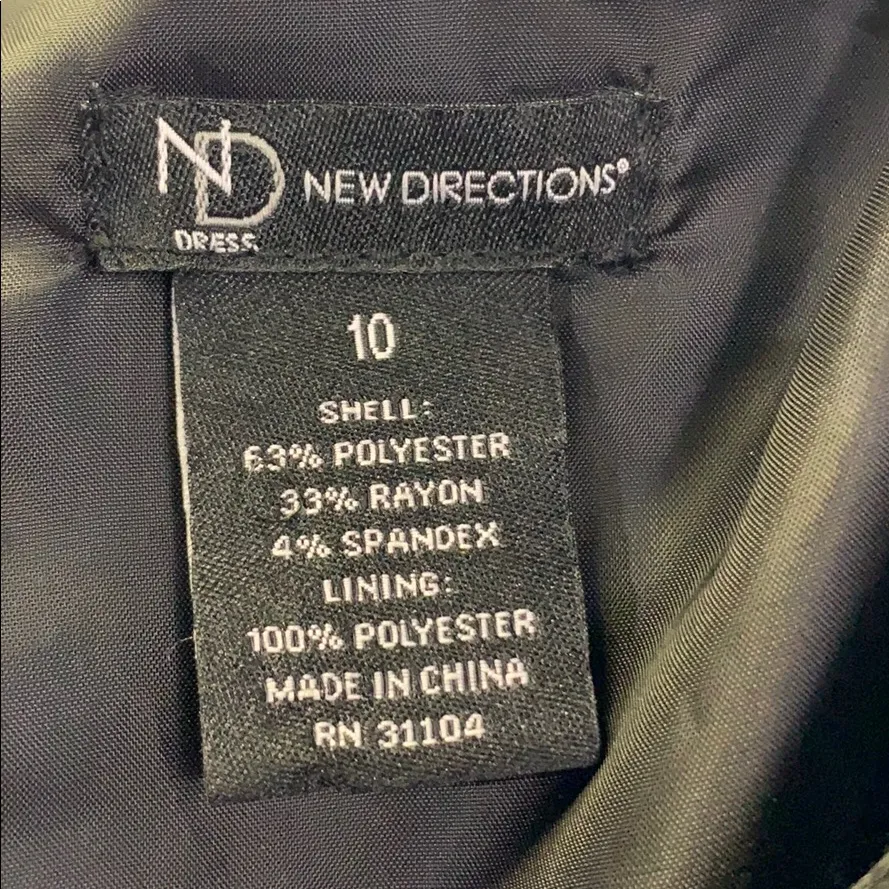 ND NEW DIRECTIONS®
DRESS
10
SHELL:
63% POLYESTER
33% RAYON
4% SPANDEX
LINING:
100% POLYESTER
MADE IN CHINA
RN 31104